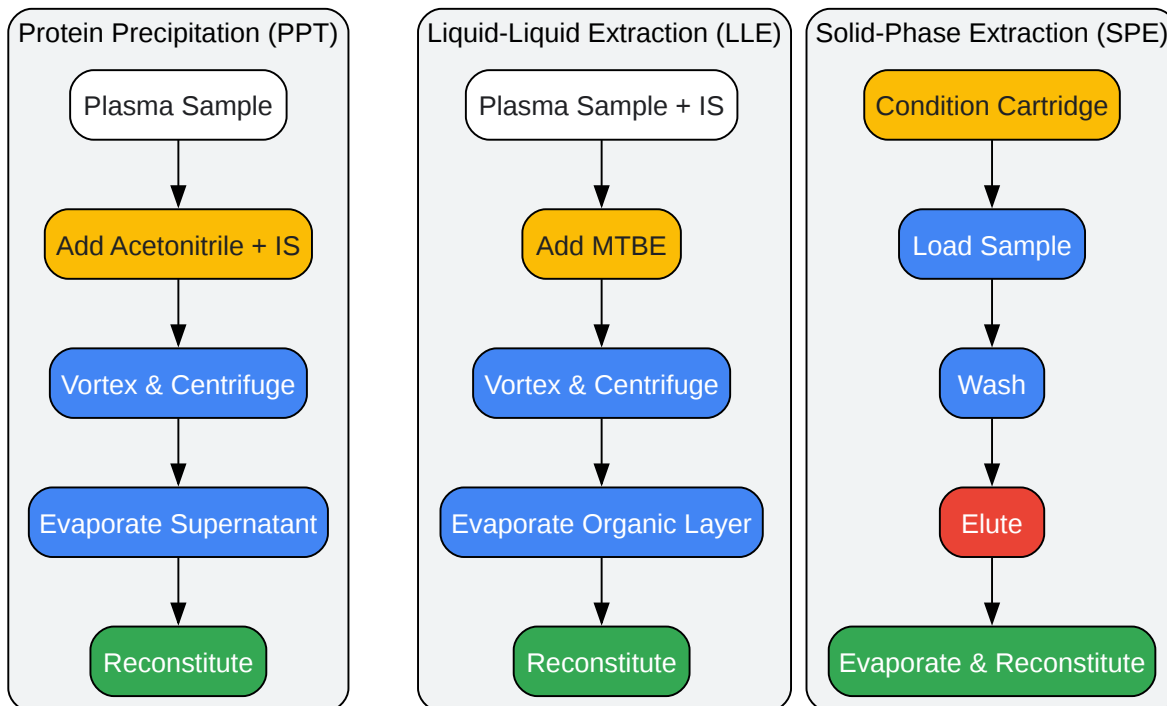 Protein Precipitation (PPT)
Plasma Sample
Add Acetonitrile + IS
Vortex & Centrifuge
Evaporate Supernatant
Reconstitute
Liquid-Liquid Extraction (LLE)
Plasma Sample + IS
Add MTBE
Vortex & Centrifuge
Evaporate Organic Layer
Reconstitute
Solid-Phase Extraction (SPE)
Condition Cartridge
Load Sample
Wash
Elute
Evaporate & Reconstitute